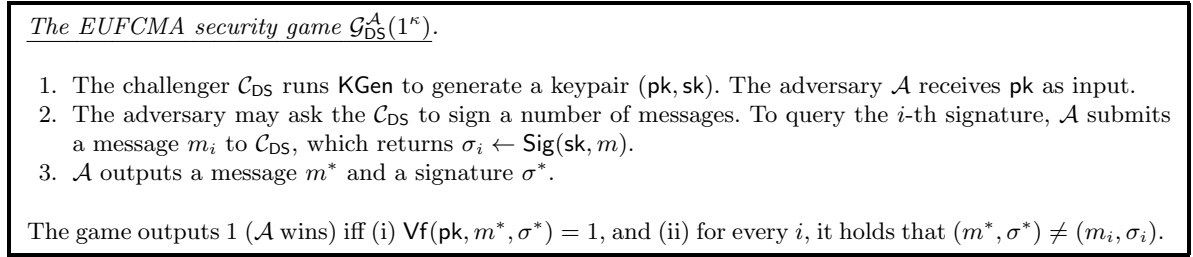 The EUFCMA security game 𝒢_DS^𝒜(1^κ).
1. The challenger 𝒞_DS runs KGen to generate a keypair (pk, sk). The adversary 𝒜 receives pk as input.
2. The adversary may ask the 𝒞_DS to sign a number of messages. To query the i-th signature, 𝒜 submits
a message m_i to 𝒞_DS, which returns σ_i ← Sig(sk, m).
3. 𝒜 outputs a message m* and a signature σ*.
The game outputs 1 (𝒜 wins) iff (i) Vf(pk, m*, σ*) = 1, and (ii) for every i, it holds that (m*, σ*) ≠ (m_i, σ_i).